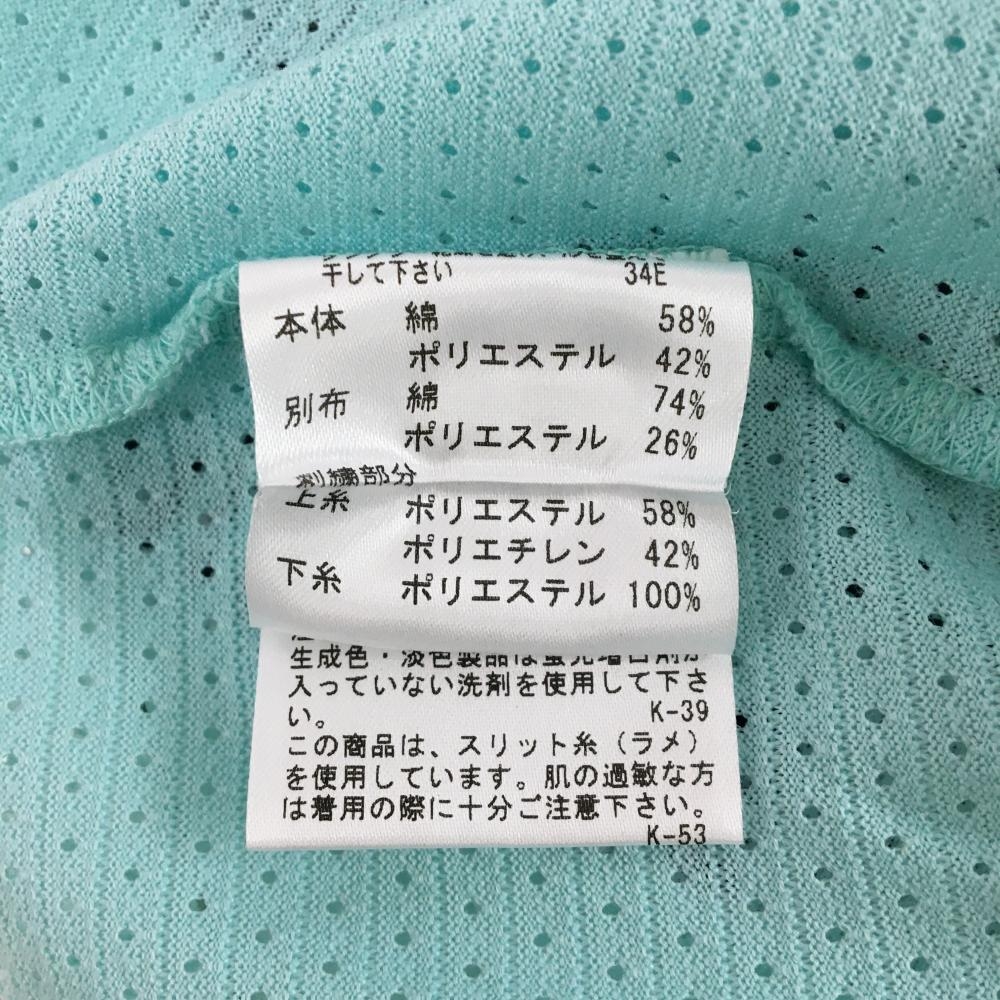 干して下さい 34E
本体 綿 58%
ポリエステル 42%
別布 綿 74%
ポリエステル 26%
刺繍部分
上糸 ポリエステル 58%
ポリエチレン 42%
下糸 ポリエステル 100%
生成色・淡色製品は蛍光増白剤が
入っていない洗剤を使用して下さ
い。 K-39
この商品は、スリット糸（ラメ）
を使用しています。肌の過敏な方
は着用の際に十分ご注意下さい。
K-53